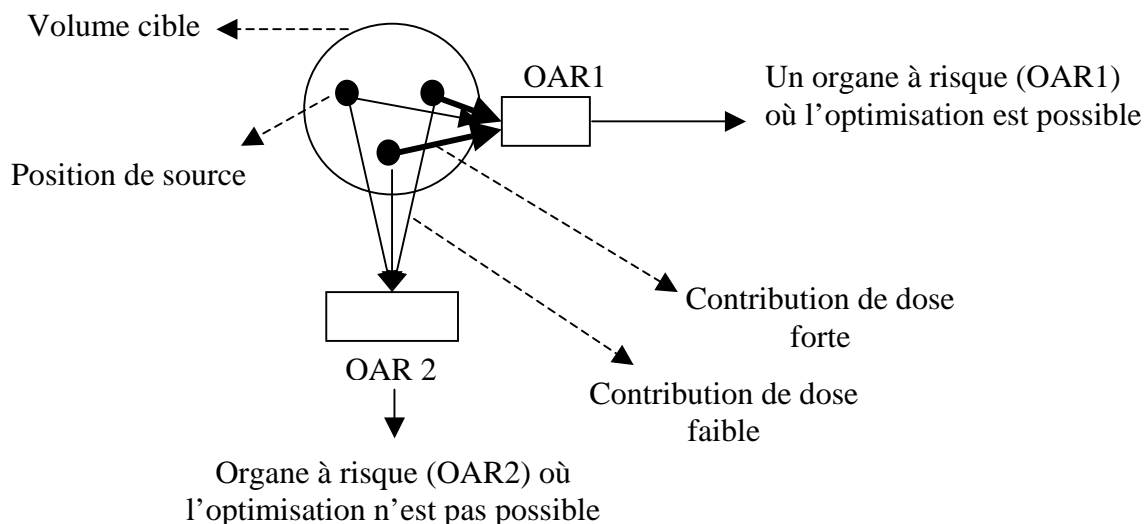 Volume cible
OAR1
Un organe à risque (OAR1)
où l’optimisation est possible
Position de source
Contribution de dose
forte
OAR 2
Contribution de dose
faible
Organe à risque (OAR2) où
l’optimisation n’est pas possible